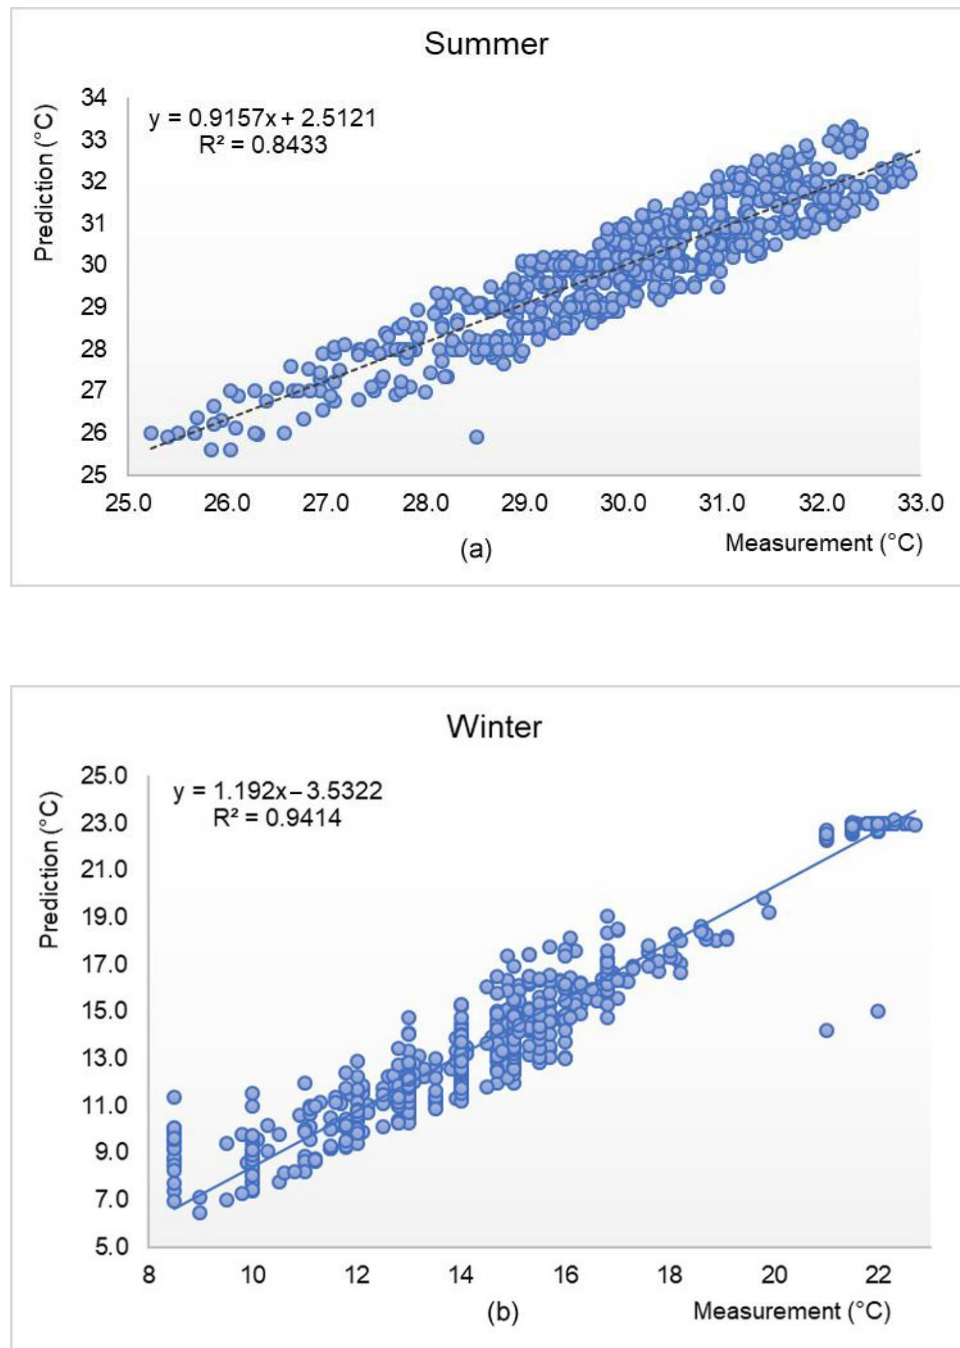 Summer
Prediction (°C)
y = 0.9157x + 2.5121
R² = 0.8433
34
33
32
31
30
29
28
27
26
25
25.0 26.0 27.0 28.0 29.0 30.0 31.0 32.0 33.0
Measurement (°C)
(a)
Winter
Prediction (°C)
y = 1.192x – 3.5322
R² = 0.9414
25.0
23.0
21.0
19.0
17.0
15.0
13.0
11.0
9.0
7.0
5.0
8 10 12 14 16 18 20 22
(b) Measurement (°C)